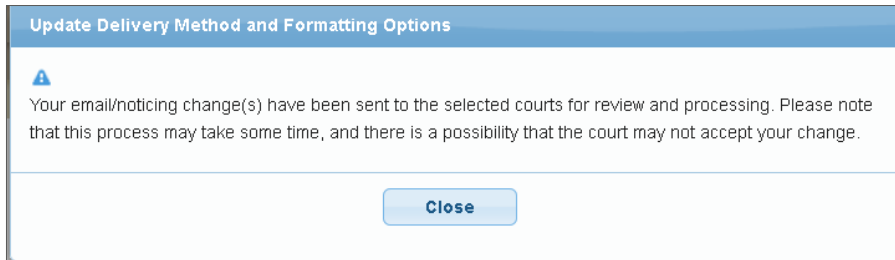 Update Delivery Method and Formatting Options
Your email/noticing change(s) have been sent to the selected courts for review and processing. Please note
that this process may take some time, and there is a possibility that the court may not accept your change.
Close